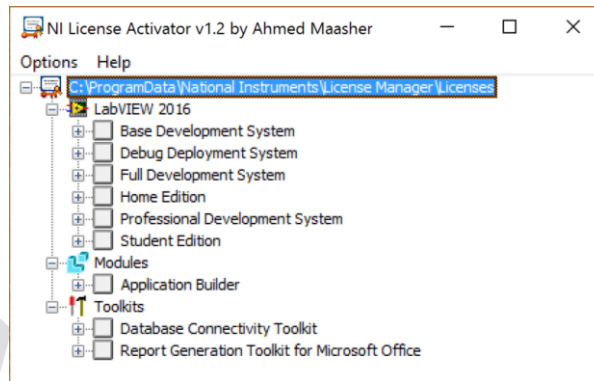 NI License Activator v1.2 by Ahmed Maasher
Options Help
C:\ProgramData\National Instruments\License Manager\Licenses
LabVIEW 2016
Base Development System
Debug Deployment System
Full Development System
Home Edition
Professional Development System
Student Edition
Modules
Application Builder
Toolkits
Database Connectivity Toolkit
Report Generation Toolkit for Microsoft Office